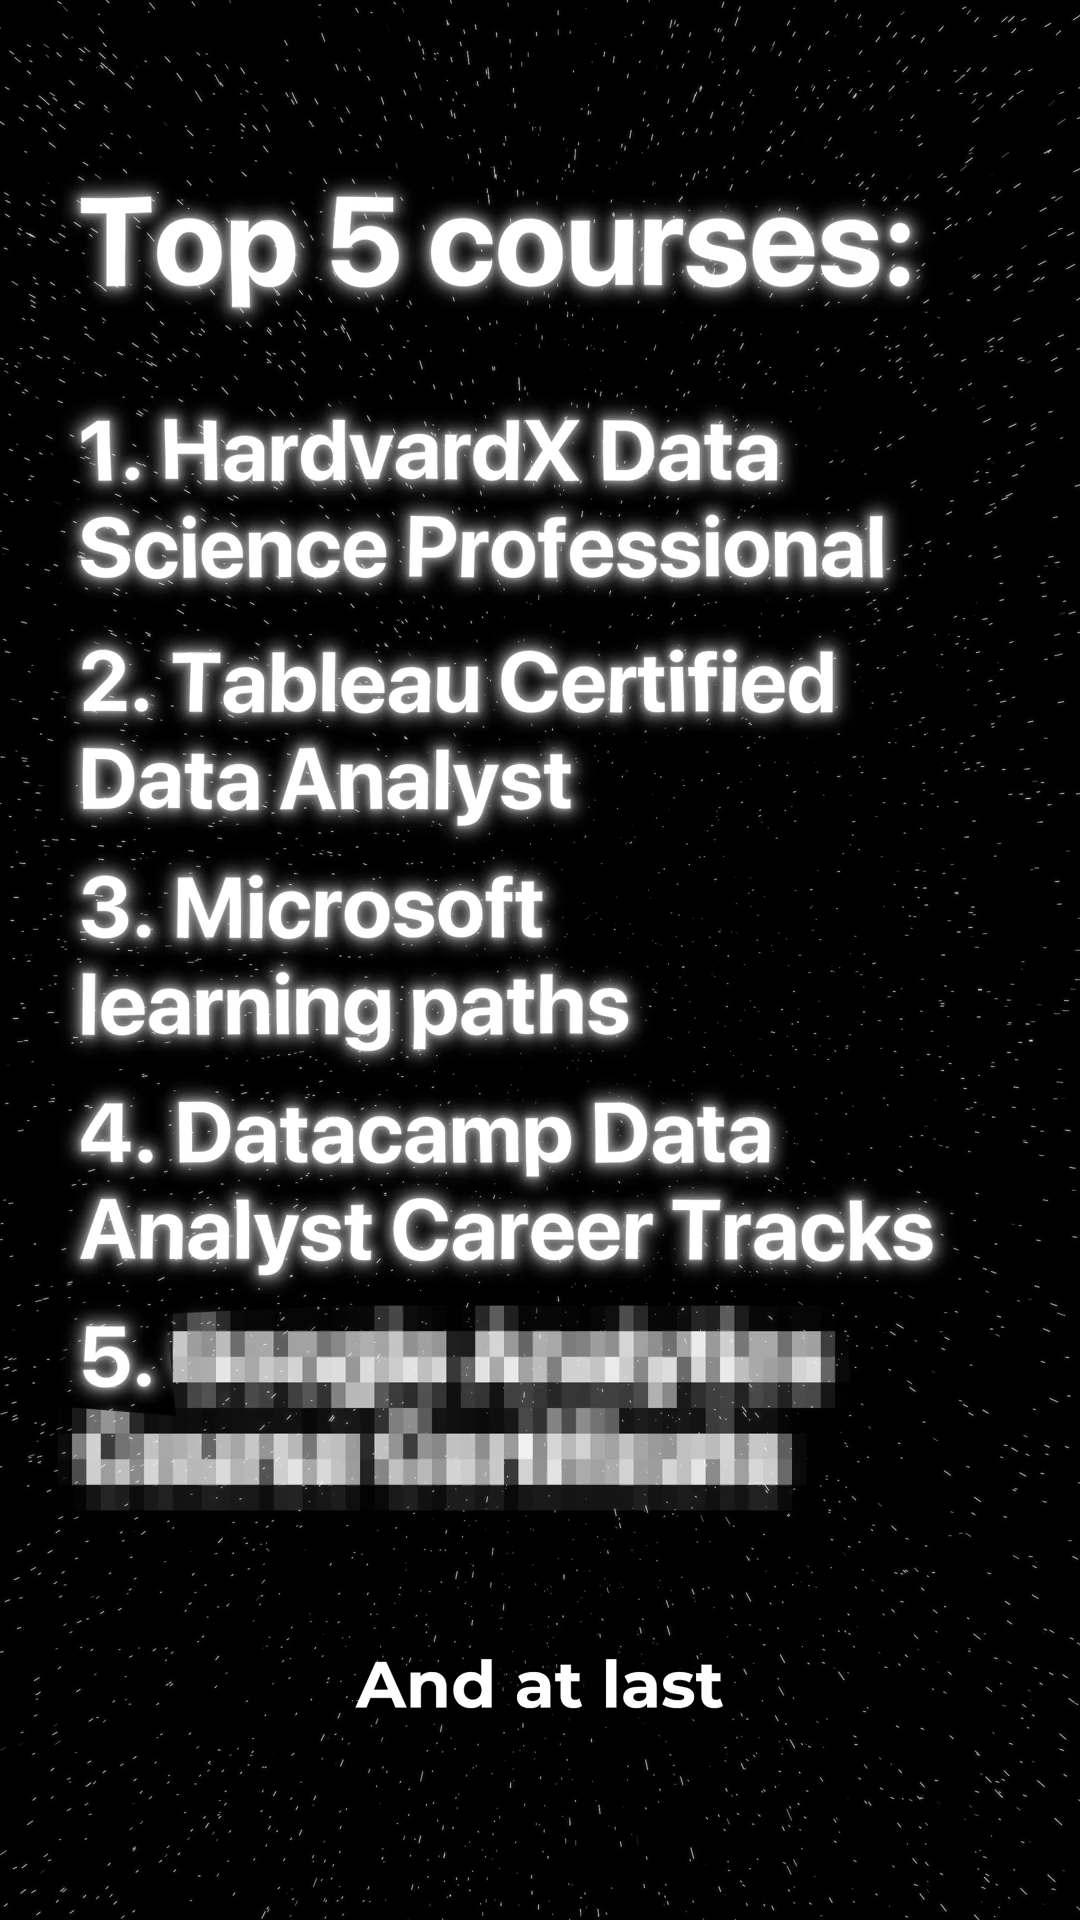 Top 5 courses:
1. HardvardX Data
Science Professional
2. Tableau Certified
Data Analyst
3. Microsoft
learning paths
4. Datacamp Data
Analyst Career Tracks
5.
And at last